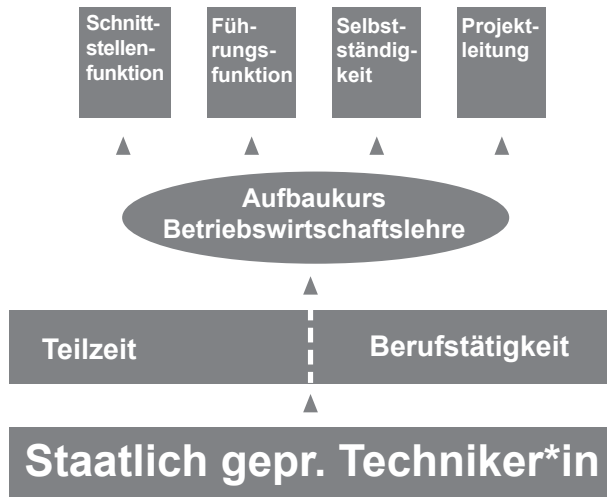 Schnitt-
stellen-
funktion
Füh-
rungs-
funktion
Selbst-
ständig-
keit
Projekt-
leitung
Aufbaukurs
Betriebswirtschaftslehre
Teilzeit
Berufstätigkeit
Staatlich gepr. Techniker*in